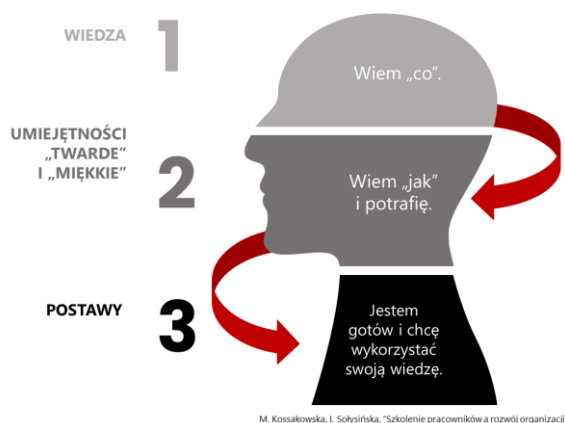 WIEDZA
1
Wiem „co”.
UMIEJĘTNOŚCI
„TWARDE”
I „MIĘKKIE”
2
Wiem „jak”
i potrafię.
POSTAWY
3
Jestem
gotów i chcę
wykorzystać
swoją wiedzę.
M. Kossakowska, I. Sołysińska, "Szkolenie pracowników a rozwój organizacji